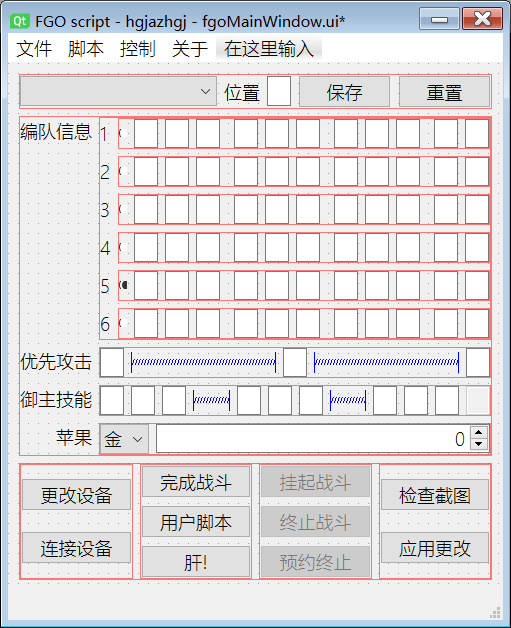 Qt FGO script - hgjazhgj - fgoMainWindow.ui*
文件 脚本 控制 关于 在这里输入
位置 保存 重置
编队信息 1
2
3
4
5
6
优先攻击
御主技能
苹果 金 0
更改设备 完成战斗 挂起战斗 检查截图
用户脚本 终止战斗
连接设备 肝! 预约终止 应用更改